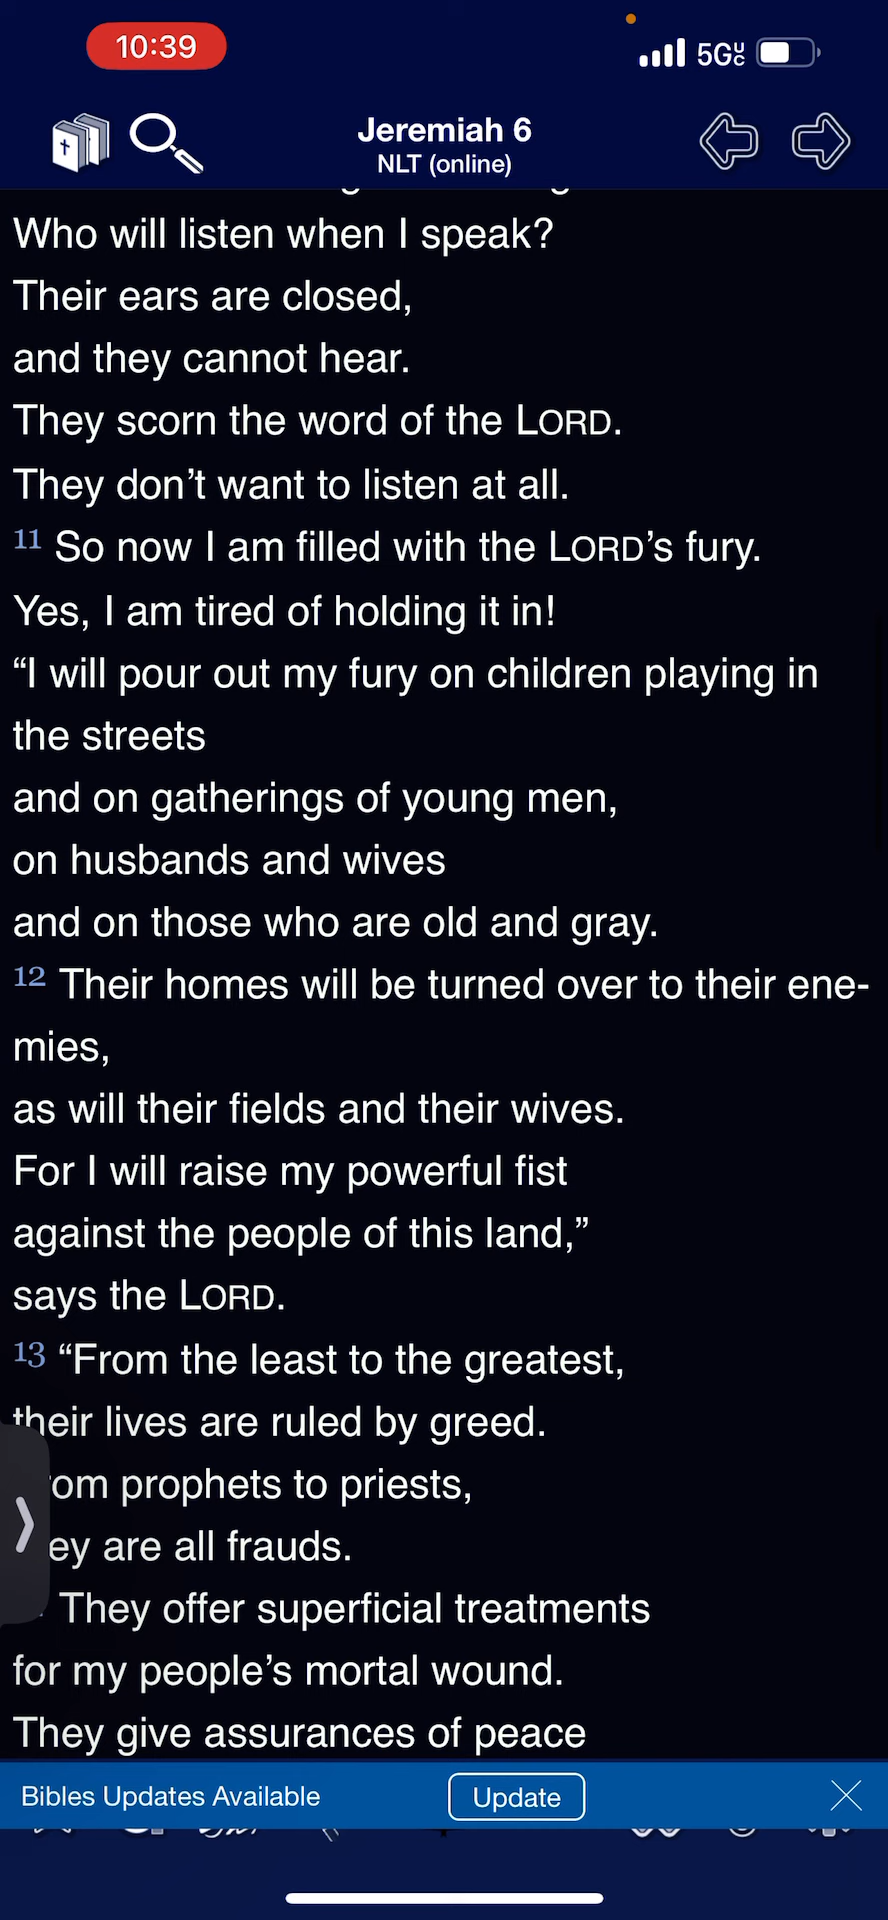 10:39
5G
Jeremiah 6
NLT (online)
Who will listen when I speak?
Their ears are closed,
and they cannot hear.
They scorn the word of the LORD.
They don’t want to listen at all.
11 So now I am filled with the LORD’s fury.
Yes, I am tired of holding it in!
“I will pour out my fury on children playing in
the streets
and on gatherings of young men,
on husbands and wives
and on those who are old and gray.
12 Their homes will be turned over to their ene-
mies,
as will their fields and their wives.
For I will raise my powerful fist
against the people of this land,”
says the LORD.
13 “From the least to the greatest,
their lives are ruled by greed.
om prophets to priests,
ey are all frauds.
They offer superficial treatments
for my people’s mortal wound.
They give assurances of peace
Bibles Updates Available
Update